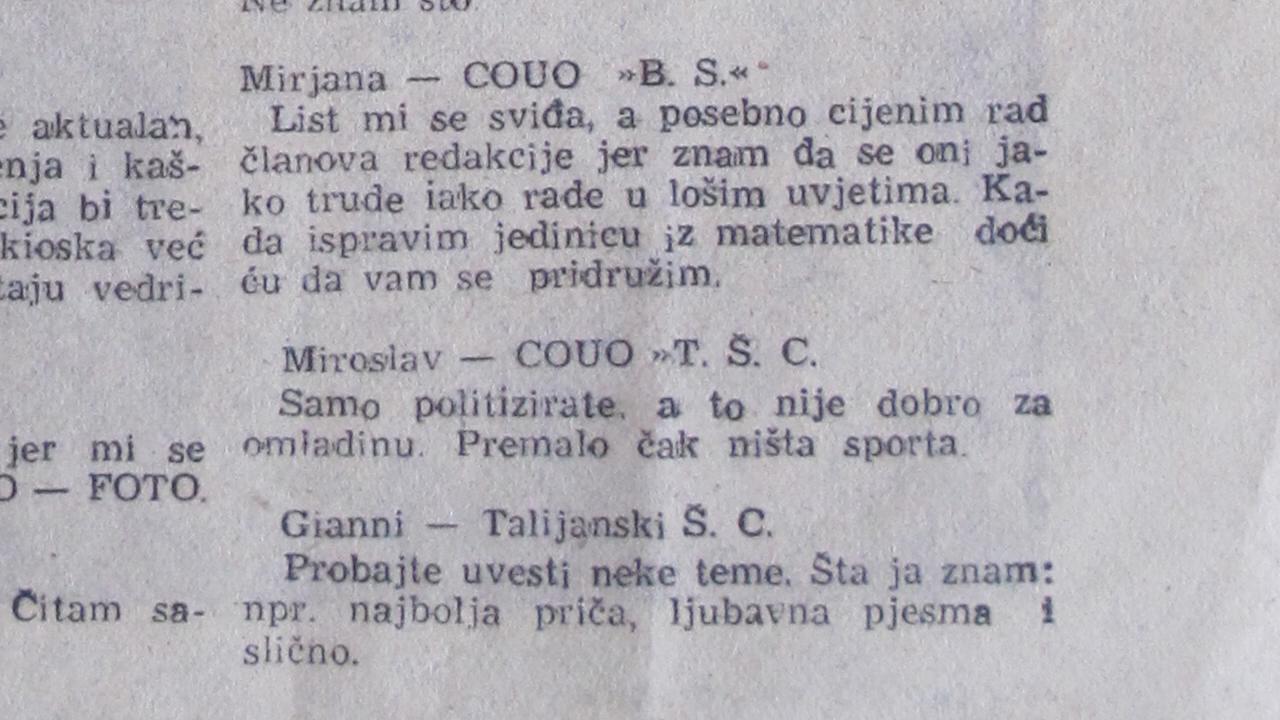 aktualan,
i kaš-
bi tre-
kioska već
vedri-
jer mi se
— FOTO.
Čitam sa-
Ne znam što
Mirjana — COUO »B. S.«
List mi se sviđa, a posebno cijenim rad
članova redakcije jer znam da se oni ja-
ko trude iako rade u lošim uvjetima. Ka-
da ispravim jedinicu iz matematike doći
ću da vam se pridružim.
Miroslav — COUO »T. Š. C.
Samo politizirate, a to nije dobro za
omladinu. Premalo čak ništa sporta.
Gianni — Talijanski Š. C.
Probajte uvesti neke teme. Šta ja znam:
npr. najbolja priča, ljubavna pjesma i
slično.